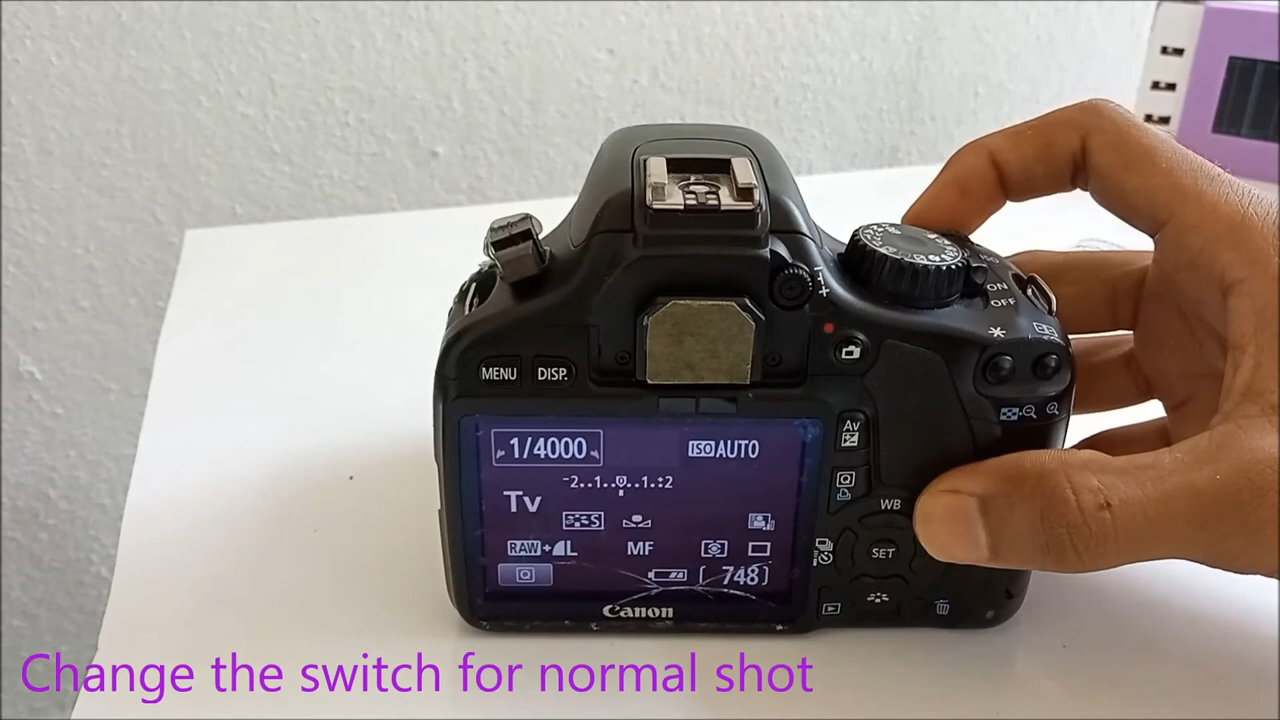 ISO
ON
OFF
MENU
DISP.
1/4000
ISO AUTO
Av
-2..1..0..1.:2
Tv
S
Q
WB
RAW+L
MF
SET
Q
[ 748]
Canon
Change the switch for normal shot